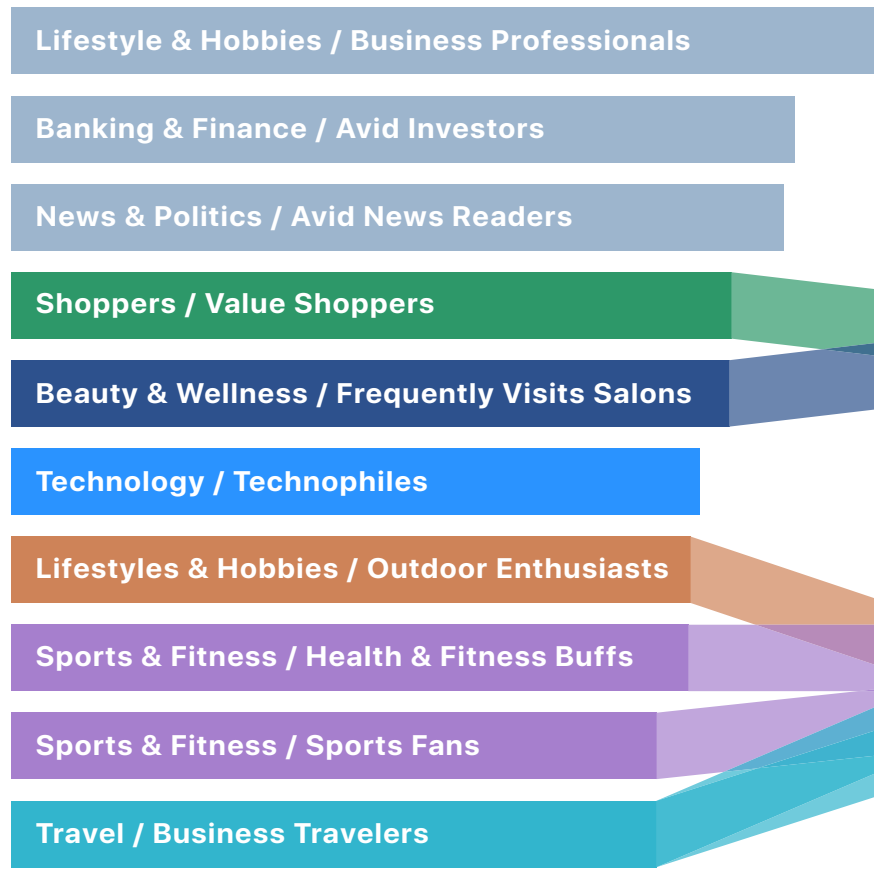 Lifestyle & Hobbies / Business Professionals
Banking & Finance / Avid Investors
News & Politics / Avid News Readers
Shoppers / Value Shoppers
Beauty & Wellness / Frequently Visits Salons
Technology / Technophiles
Lifestyles & Hobbies / Outdoor Enthusiasts
Sports & Fitness / Health & Fitness Buffs
Sports & Fitness / Sports Fans
Travel / Business Travelers